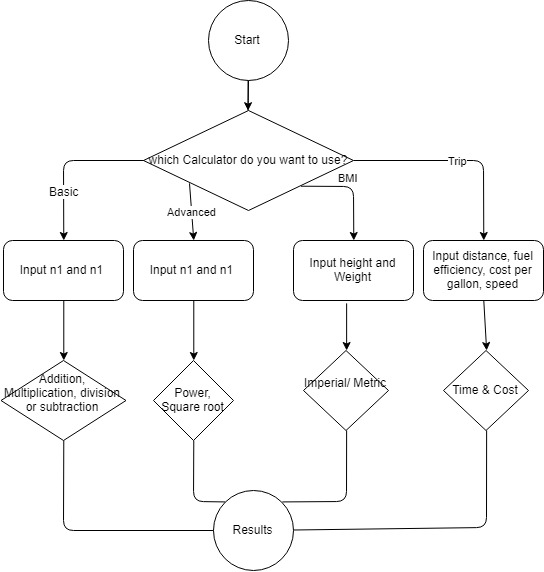 Start
which Calculator do you want to use?
Basic
Advanced
BMI
Trip
Input n1 and n1
Input n1 and n1
Input height and
Weight
Input distance, fuel
efficiency, cost per
gallon, speed
Addition,
Multiplication, division
or subtraction
Power,
Square root
Imperial/ Metric
Time & Cost
Results